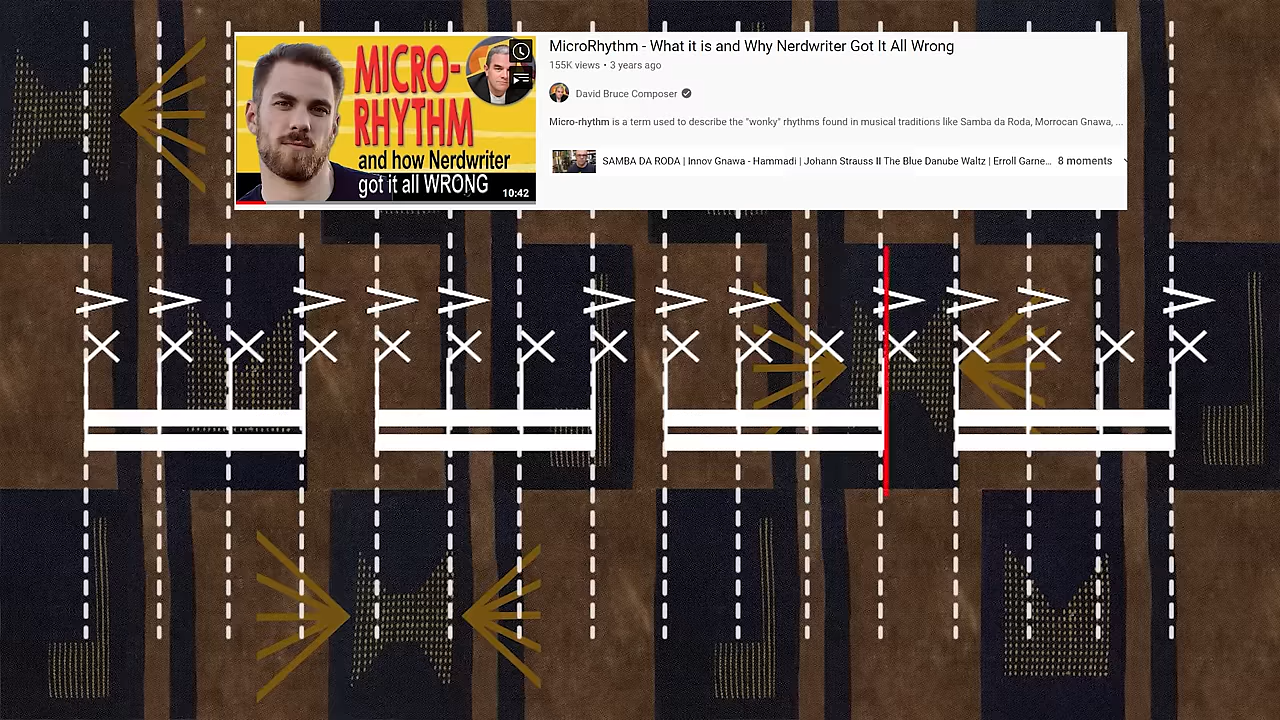 MICRO-
RHYTHM
and how Nerdwriter
got it all WRONG
10:42
MicroRhythm - What it is and Why Nerdwriter Got It All Wrong
155K views • 3 years ago
David Bruce Composer
Micro-rhythm is a term used to describe the "wonky" rhythms found in musical traditions like Samba da Roda, Morrocan Gnawa, ...
SAMBA DA RODA | Innov Gnawa - Hammadi | Johann Strauss II The Blue Danube Waltz | Erroll Garne... 8 moments